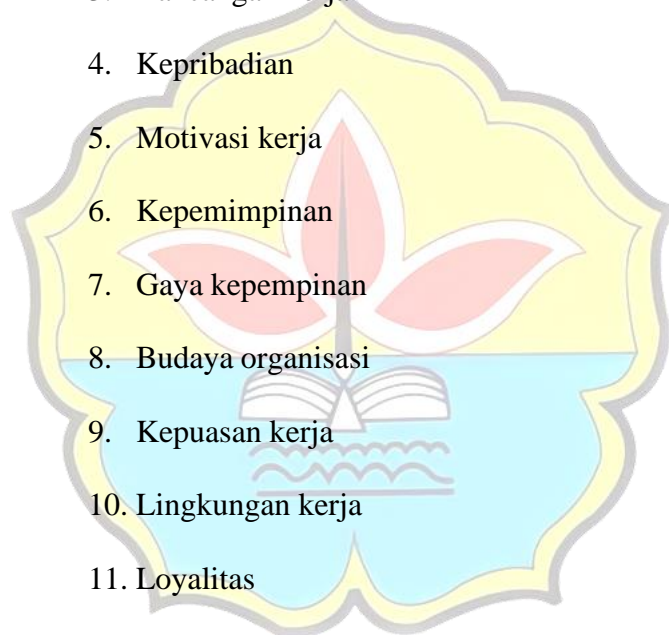 4. Kepribadian
5. Motivasi kerja
6. Kepemimpinan
7. Gaya kepempinan
8. Budaya organisasi
9. Kepuasan kerja
10. Lingkungan kerja
11. Loyalitas